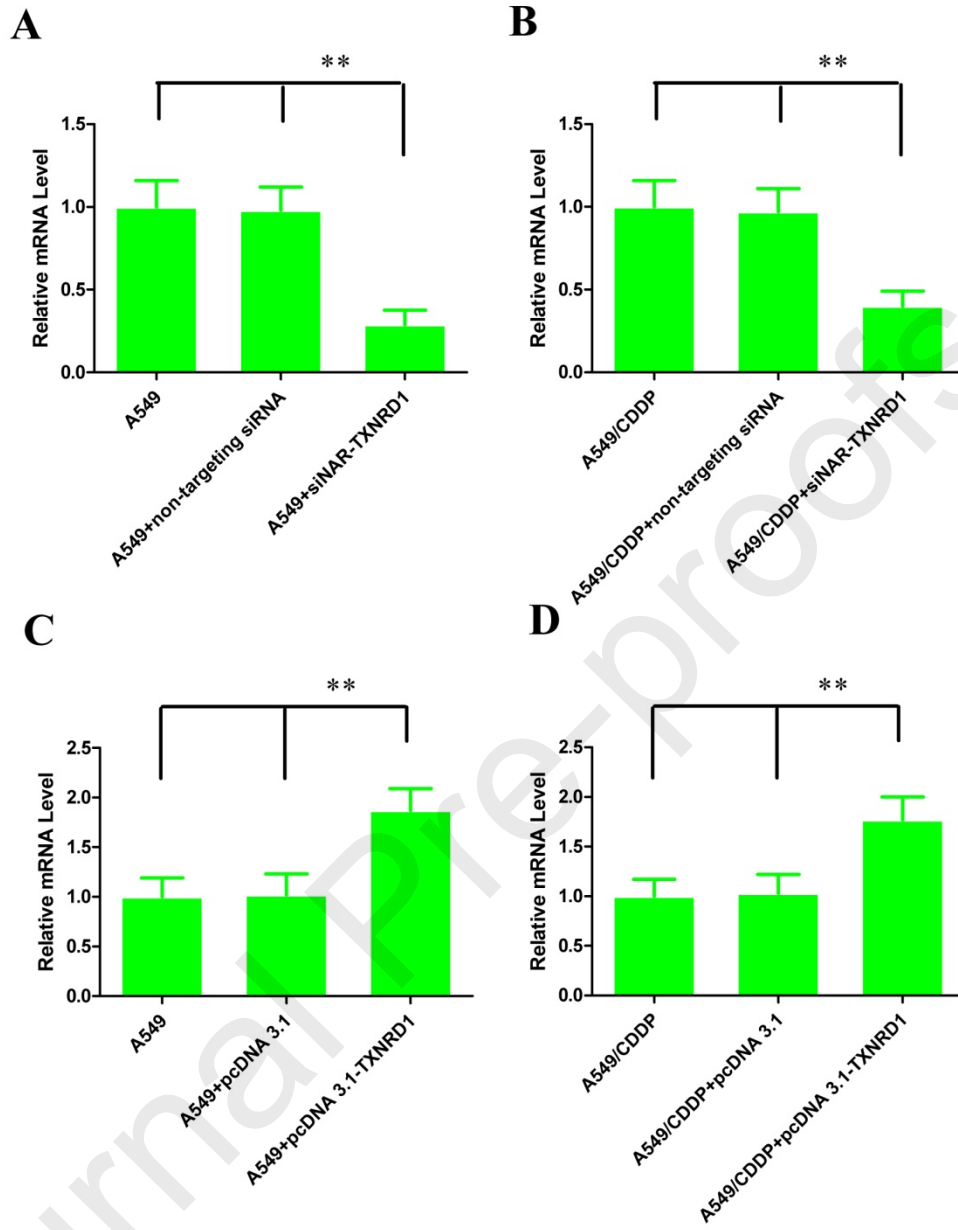 A
**
Relative mRNA Level
1.5
1.0
0.5
0.0
A549
A549+non-targeting siRNA
A549+siNAR-TXNRD1
B
**
Relative mRNA Level
1.5
1.0
0.5
0.0
A549/CDDP
A549/CDDP+non-targeting siRNA
A549/CDDP+siNAR-TXNRD1
C
**
Relative mRNA Level
2.5
2.0
1.5
1.0
0.5
0.0
A549
A549+pcDNA 3.1
A549+pcDNA 3.1-TXNRD1
D
**
Relative mRNA Level
2.5
2.0
1.5
1.0
0.5
0.0
A549/CDDP
A549/CDDP+pcDNA 3.1
A549/CDDP+pcDNA 3.1-TXNRD1
urnal Pre-proofs